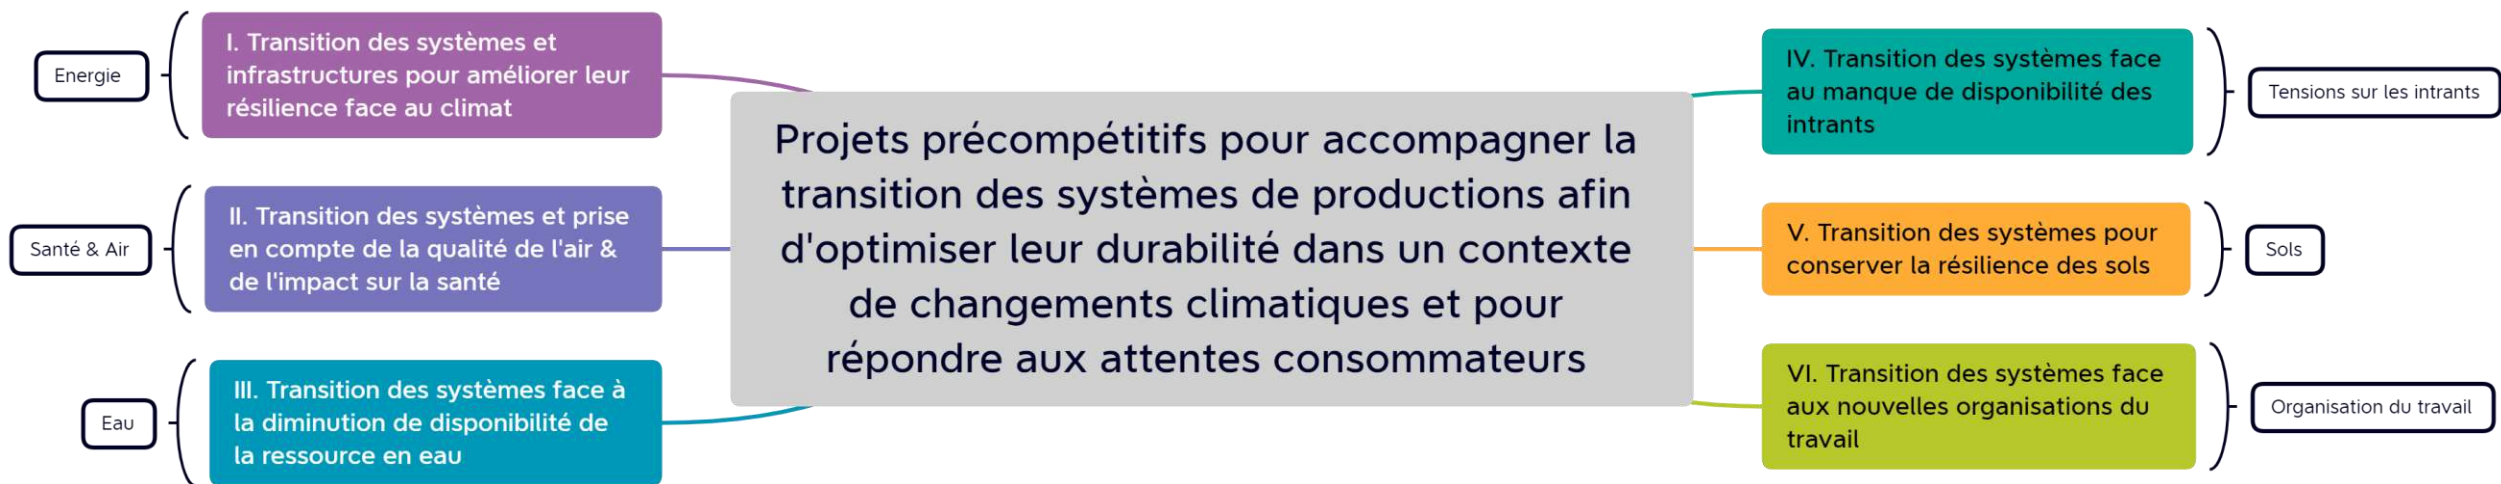 Energie
I. Transition des systèmes et
infrastructures pour améliorer leur
résilience face au climat
Santé & Air
II. Transition des systèmes et prise
en compte de la qualité de l'air &
de l'impact sur la santé
Eau
III. Transition des systèmes face à
la diminution de disponibilité de
la ressource en eau
Projets précompétitifs pour accompagner la
transition des systèmes de productions afin
d'optimiser leur durabilité dans un contexte
de changements climatiques et pour
répondre aux attentes consommateurs
IV. Transition des systèmes face
au manque de disponibilité des
intrants
Tensions sur les intrants
V. Transition des systèmes pour
conserver la résilience des sols
Sols
VI. Transition des systèmes face
aux nouvelles organisations du
travail
Organisation du travail